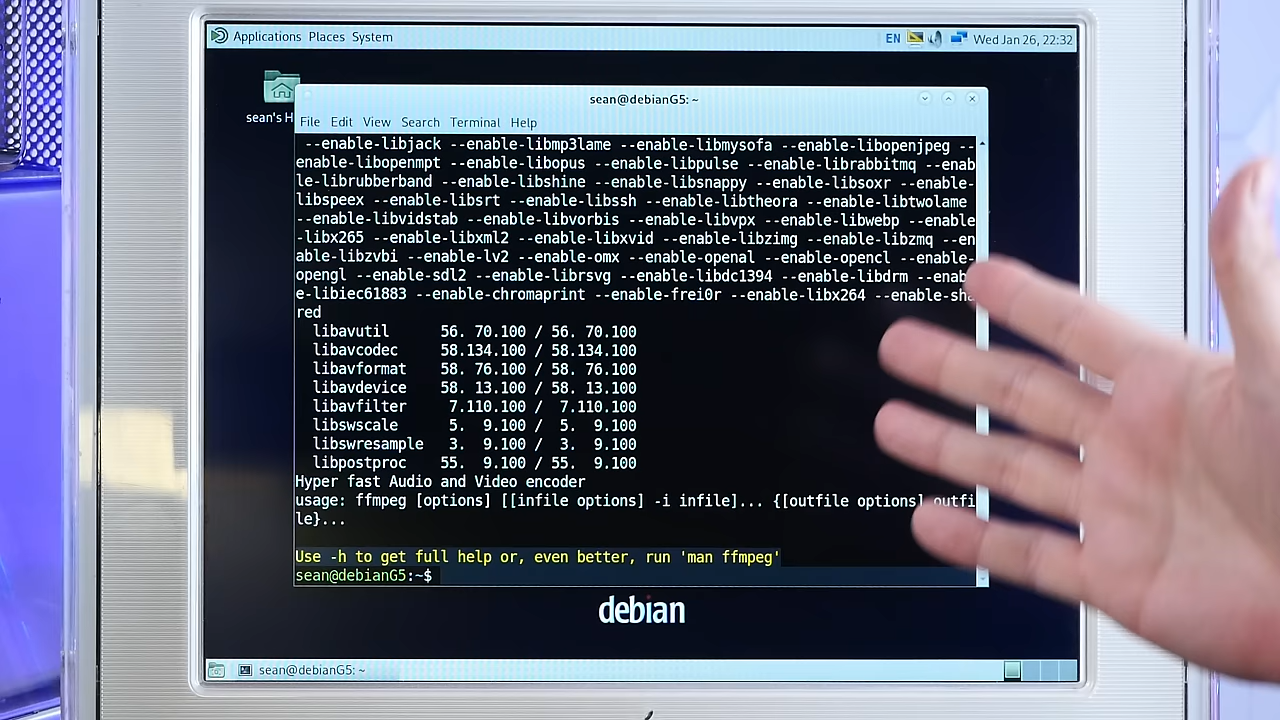 Applications Places System
EN Wed Jan 26, 22:32
sean's H
sean@debianG5: ~
File Edit View Search Terminal Help
--enable-libjack --enable-libmp3lame --enable-libmysofa --enable-libopenjpeg --
enable-libopenmpt --enable-libopus --enable-libpulse --enable-librabbitmq --enab
le-librubberband --enable-libshine --enable-libsnappy --enable-libsoxr --enable-
libspeex --enable-libsrt --enable-libssh --enable-libtheora --enable-libtwolame
--enable-libvidstab --enable-libvorbis --enable-libvpx --enable-libwebp --enable
-libx265 --enable-libxml2 --enable-libxvid --enable-libzimg --enable-libzmq --en
able-libzvbi --enable-lv2 --enable-omx --enable-openal --enable-opencl --enable-
opengl --enable-sdl2 --enable-librsvg --enable-libdc1394 --enable-libdrm --enab
e-libiec61883 --enable-chromaprint --enable-frei0r --enable-libx264 --enable-sha
red
libavutil 56. 70.100 / 56. 70.100
libavcodec 58.134.100 / 58.134.100
libavformat 58. 76.100 / 58. 76.100
libavdevice 58. 13.100 / 58. 13.100
libavfilter 7.110.100 / 7.110.100
libswscale 5. 9.100 / 5. 9.100
libswresample 3. 9.100 / 3. 9.100
libpostproc 55. 9.100 / 55. 9.100
Hyper fast Audio and Video encoder
usage: ffmpeg [options] [[infile options] -i infile]... {[outfile options] outfi
le}...
Use -h to get full help or, even better, run 'man ffmpeg'
sean@debianG5:~$
debian
sean@debianG5: ~